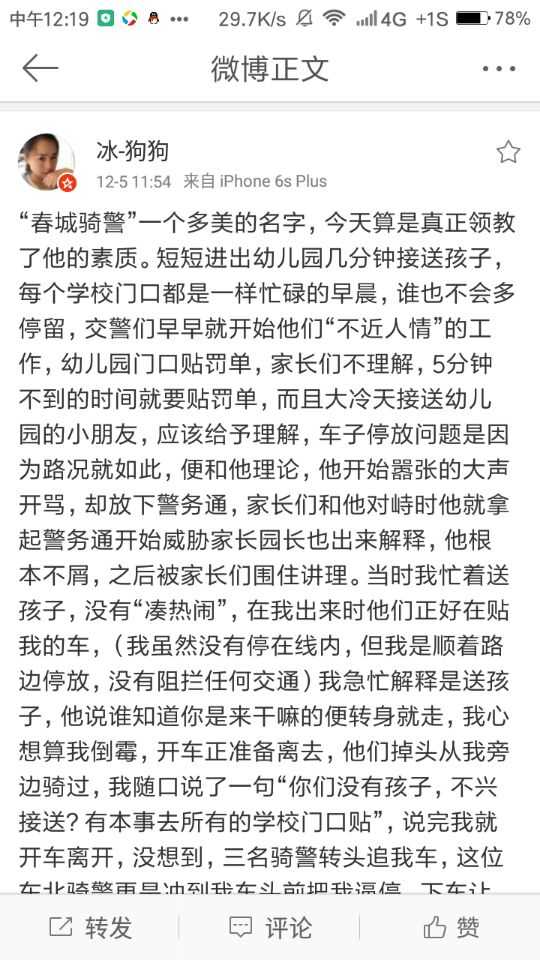 中午12:19 29.7K/s 4G +1S 78%
微博正文
冰-狗狗
12-5 11:54 来自 iPhone 6s Plus
“春城骑警”一个多美的名字，今天算是真正领教
了他的素质。短短进出幼儿园几分钟接送孩子，
每个学校门口都是一样忙碌的早晨，谁也不会多
停留，交警们早早就开始他们“不近人情”的工
作，幼儿园门口贴罚单，家长们不理解，5分钟
不到的时间就要贴罚单，而且大冷天接送幼儿
园的小朋友，应该给予理解，车子停放问题是因
为路况就如此，便和他理论，他开始嚣张的大声
开骂，却放下警务通，家长们和他对峙时他就拿
起警务通开始威胁家长园长也出来解释，他根
本不屑，之后被家长们围住讲理。当时我忙着送
孩子，没有“凑热闹”，在我出来时他们正好在贴
我的车，（我虽然没有停在线内，但我是顺着路
边停放，没有阻拦任何交通）我急忙解释是送孩
子，他说谁知道你是来干嘛的便转身就走，我心
想算我倒霉，开车正准备离去，他们掉头从我旁
边骑过，我随口说了一句“你们没有孩子，不兴
接送？有本事去所有的学校门口贴”，说完我就
开车离开，没想到，三名骑警转头追我车，这位
东北骑警更是冲到我车头前把我逼停，下车让
转发 评论 赞